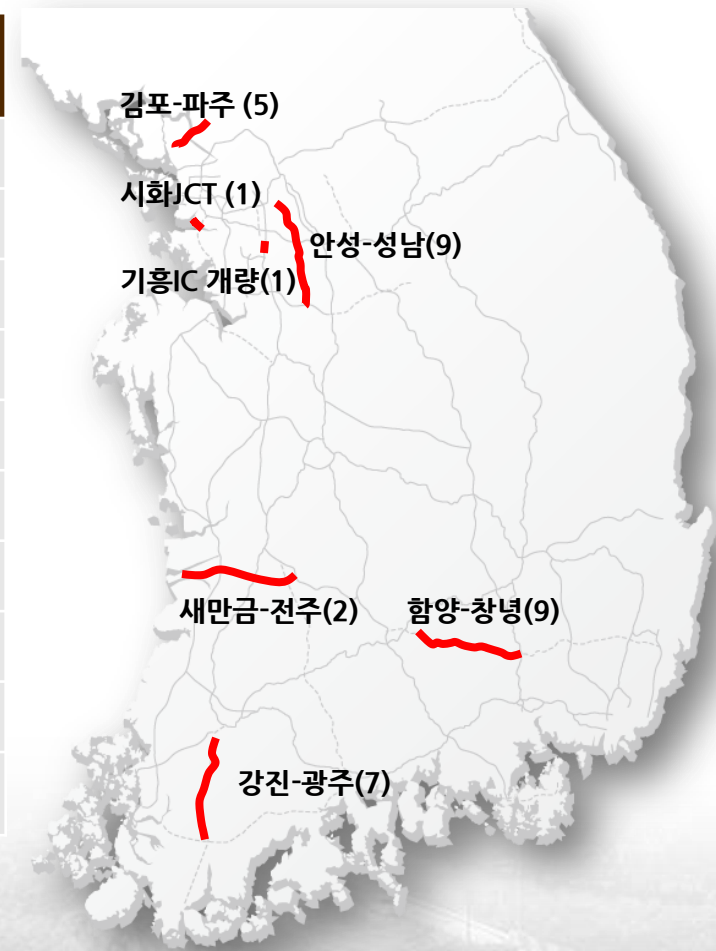 김포-파주 (5)
시화JCT (1)
안성-성남(9)
기흥IC 개량(1)
새만금-전주(2)
함양-창녕(9)
강진-광주(7)